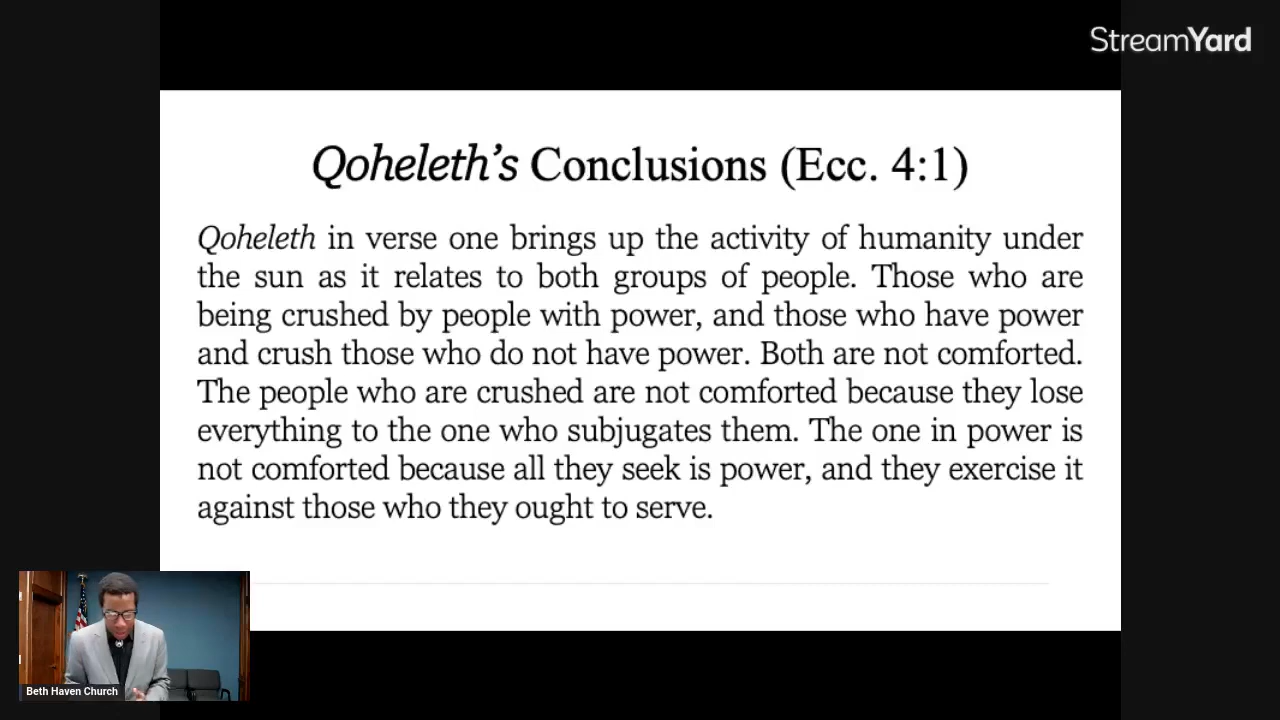 StreamYard
Qoheleth’s Conclusions (Ecc. 4:1)
Qoheleth in verse one brings up the activity of humanity under
the sun as it relates to both groups of people. Those who are
being crushed by people with power, and those who have power
and crush those who do not have power. Both are not comforted.
The people who are crushed are not comforted because they lose
everything to the one who subjugates them. The one in power is
not comforted because all they seek is power, and they exercise it
against those who they ought to serve.
Beth Haven Church